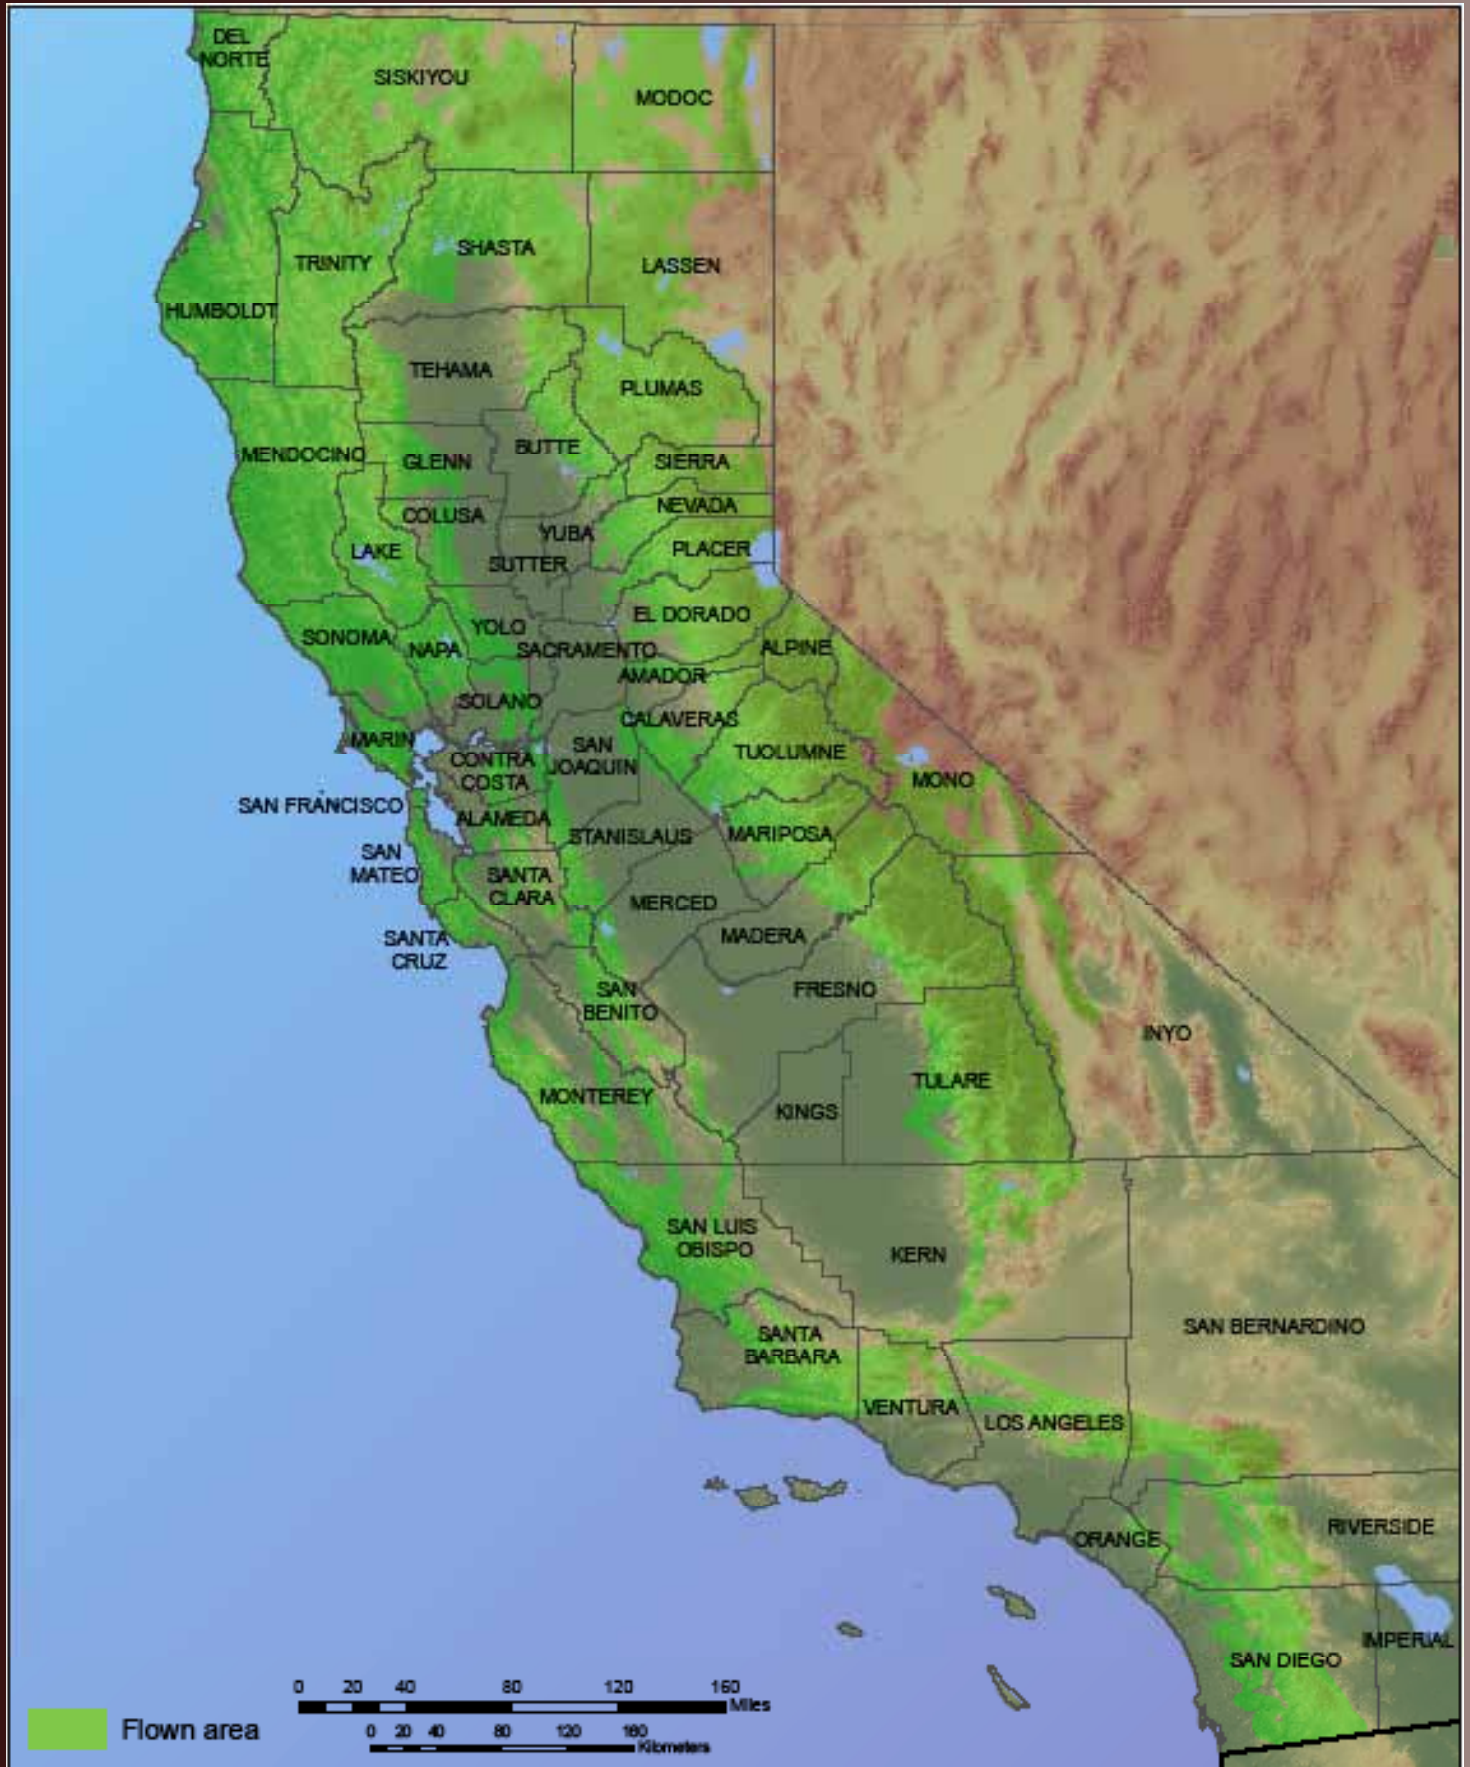 DEL
NORTE
SISKIYOU
MODOC
SHASTA
TRINITY
LASSEN
HUMBOLDT
TEHAMA
PLUMAS
MENDOCINO
GLENN
BUTTE
SIERRA
COLUSA
NEVADA
YUBA
LAKE
PLACER
SUTTER
EL DORADO
YOLO
SONOMA
NAPA
SACRAMENTO
ALPINE
AMADOR
SOLANO
CALAVERAS
MARIN
SAN
JOAQUIN
TUOLUMNE
CONTRA
COSTA
MONO
SAN FRANCISCO
ALAMEDA
STANISLAUS
MARIPOSA
SAN
MATEO
SANTA
CLARA
MERCED
SANTA
CRUZ
MADERA
FRESNO
SAN
BENITO
INYO
TULARE
MONTEREY
KINGS
SAN LUIS
OBISPO
KERN
SAN BERNARDINO
SANTA
BARBARA
VENTURA
LOS ANGELES
RIVERSIDE
ORANGE
IMPERIAL
SAN DIEGO
0 20 40 80 120 160
Miles
Flown area
0 20 40 80 120 160
Kilometers